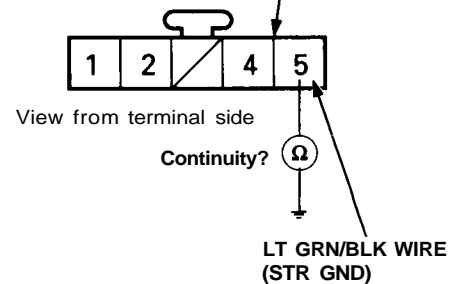 1 2 4 5
View from terminal side
Continuity? Ω
LT GRN/BLK WIRE
(STR GND)